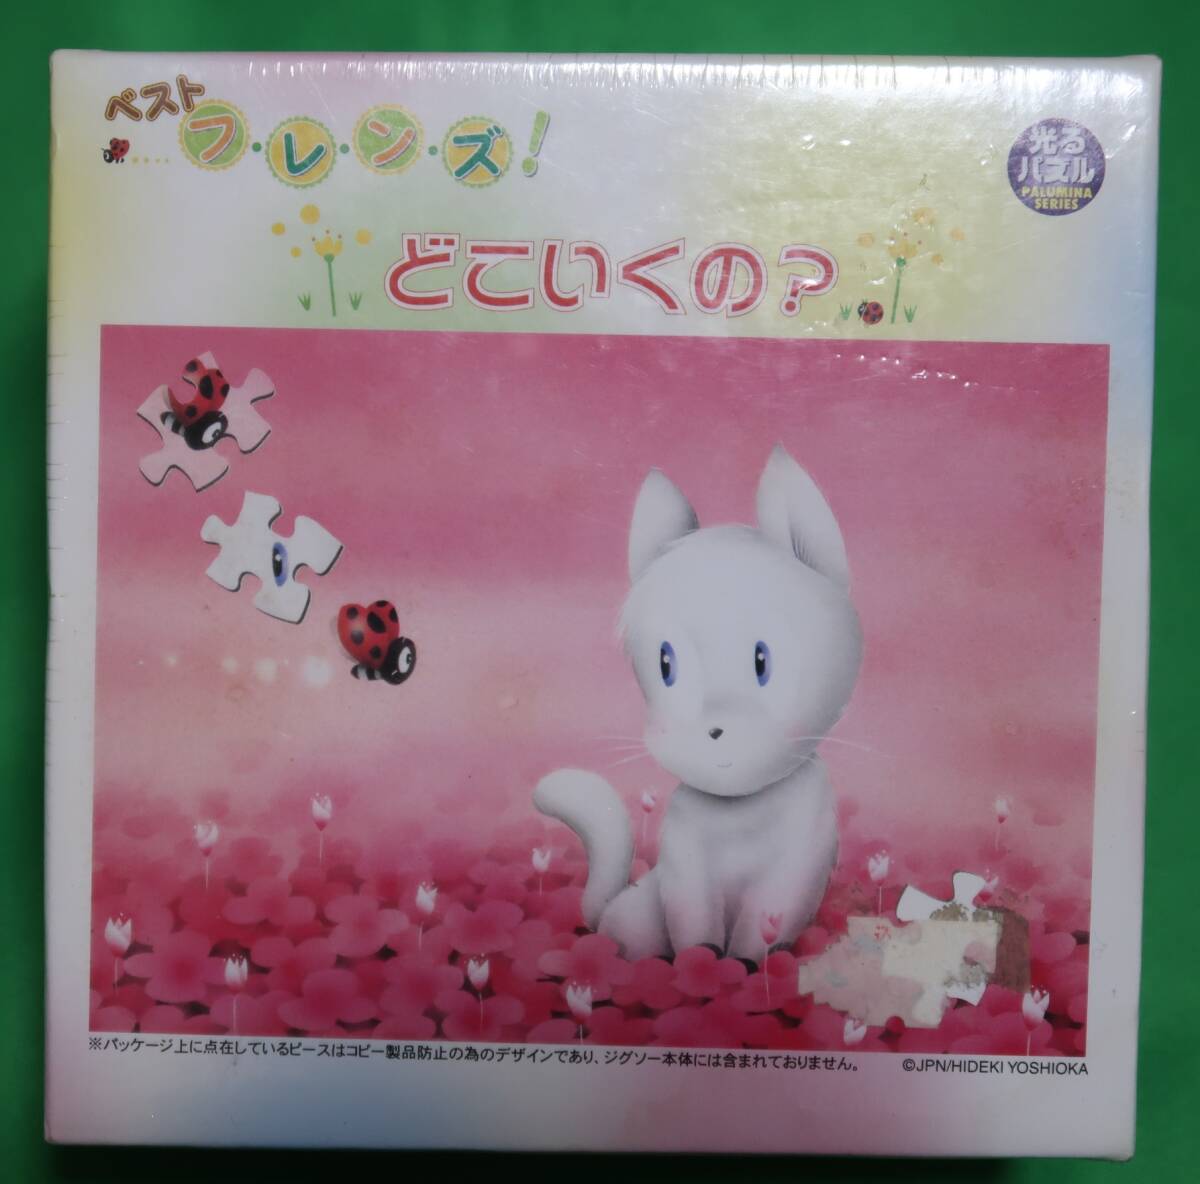 ベスト
フ・レ・ン・ズ!
光る
パズル
PALUMINA
SERIES
どこいくの?
※パッケージ上に点在しているピースはコピー製品防止の為のデザインであり、ジグソー本体には含まれておりません。
©JPN/HIDEKI YOSHIOKA